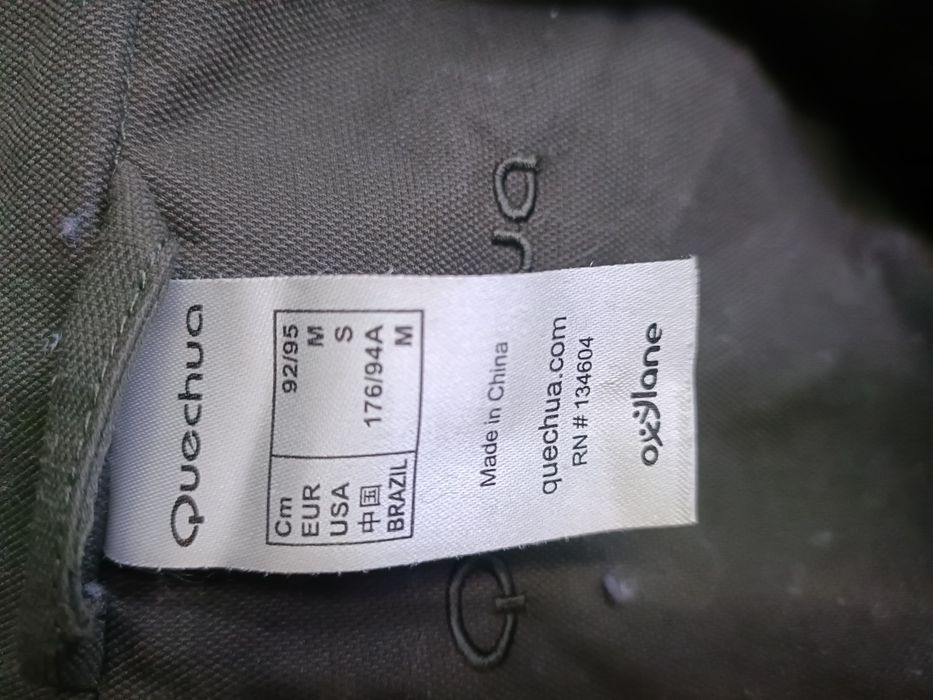 Quechua
Cm 92/95
EUR M
USA S
中国 176/94A
BRAZIL M
Made in China
quechua.com
RN # 134604
oxylane